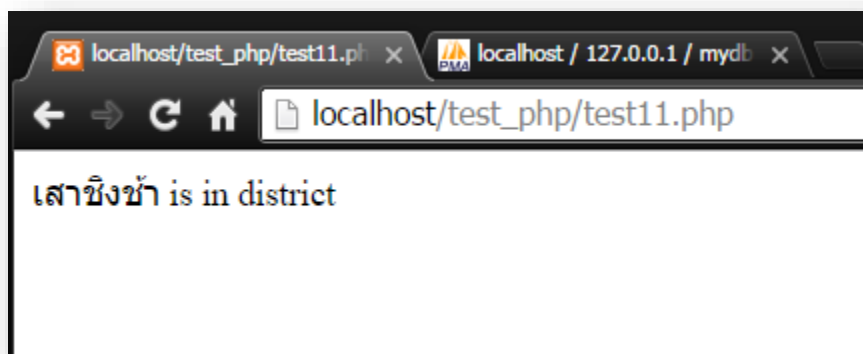 localhost/test_php/test11.ph
localhost / 127.0.0.1 / mydb
PMA
localhost/test_php/test11.php
เสาชิงช้า is in district